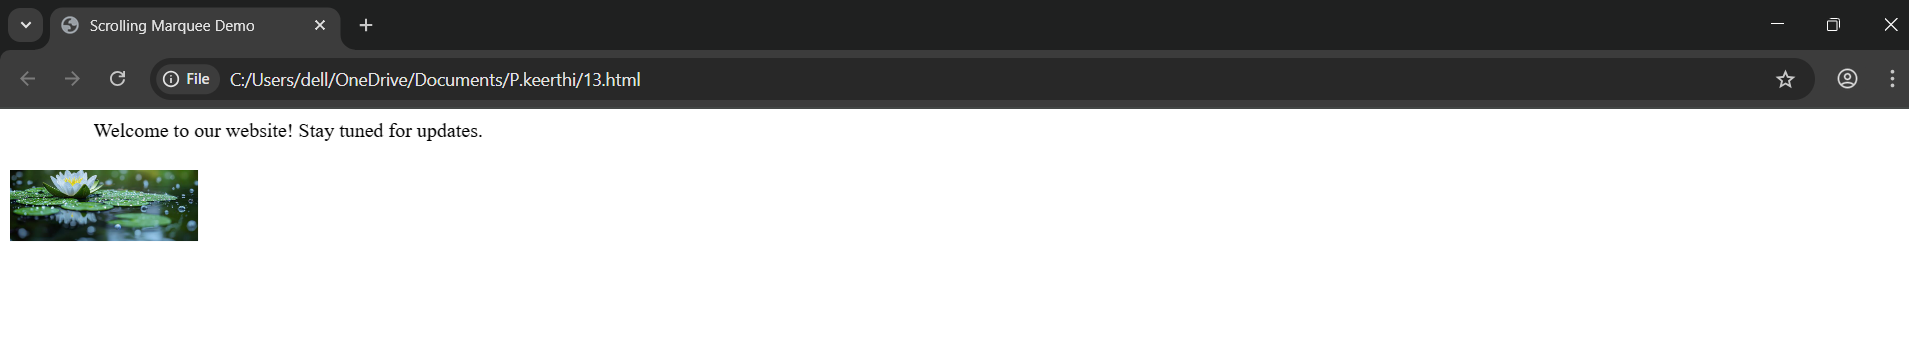 Scrolling Marquee Demo
File C:/Users/dell/OneDrive/Documents/P.keerthi/13.html
Welcome to our website! Stay tuned for updates.